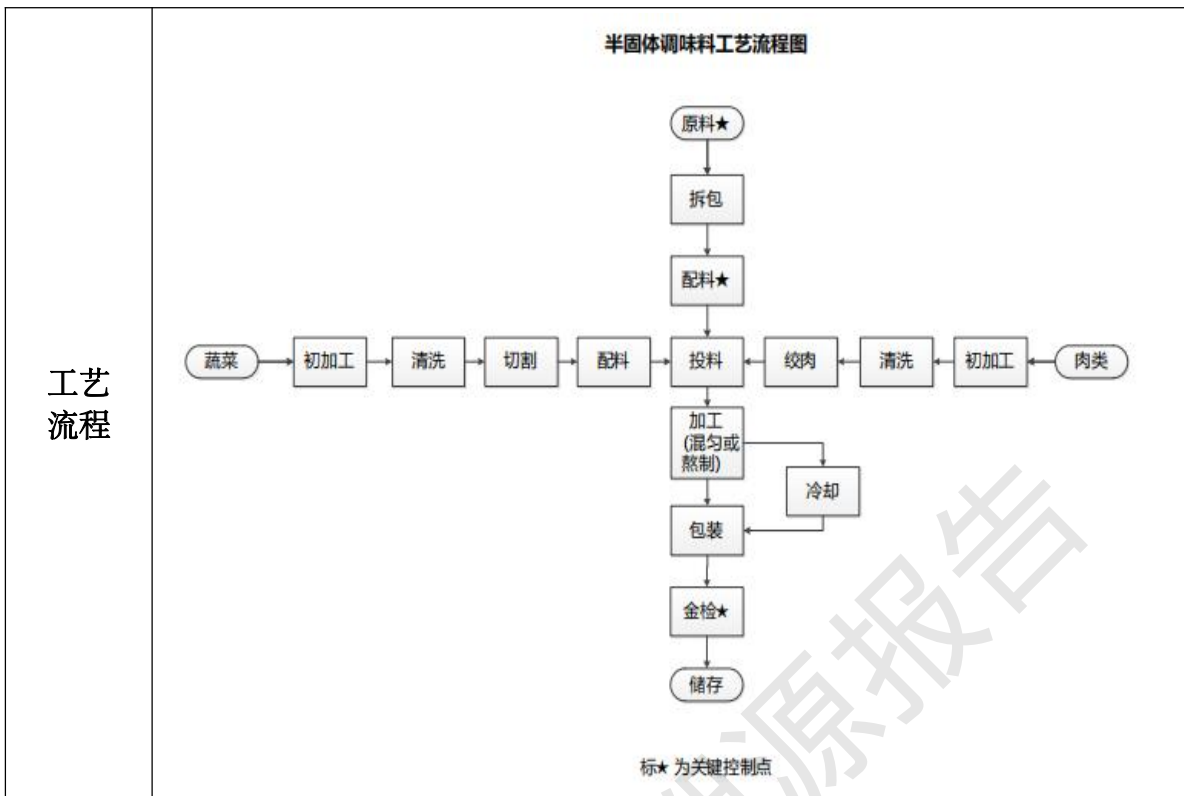 半固体调味料工艺流程图
原料★
拆包
配料★
蔬菜 初加工 清洗 切割 配料 投料 绞肉 清洗 初加工 肉类
工艺
流程
加工
(混匀或
熬制)
冷却
包装
金检★
储存
标★ 为关键控制点
源报告